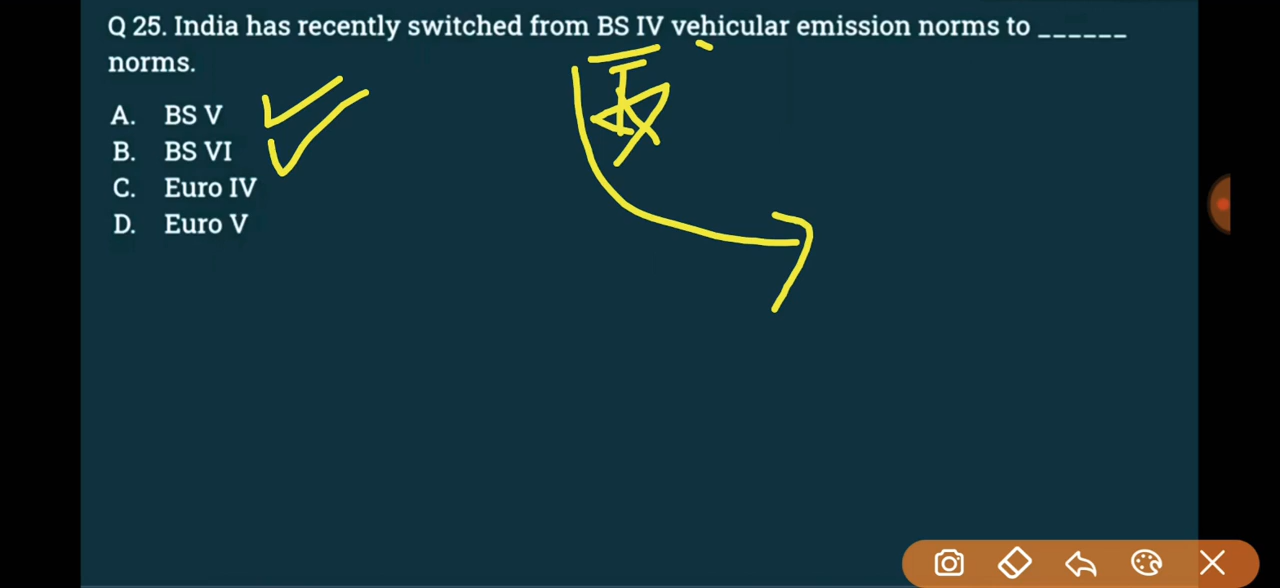 Q 25. India has recently switched from BS IV vehicular emission norms to ______
norms.
A. BS V
B. BS VI
C. Euro IV
D. Euro V